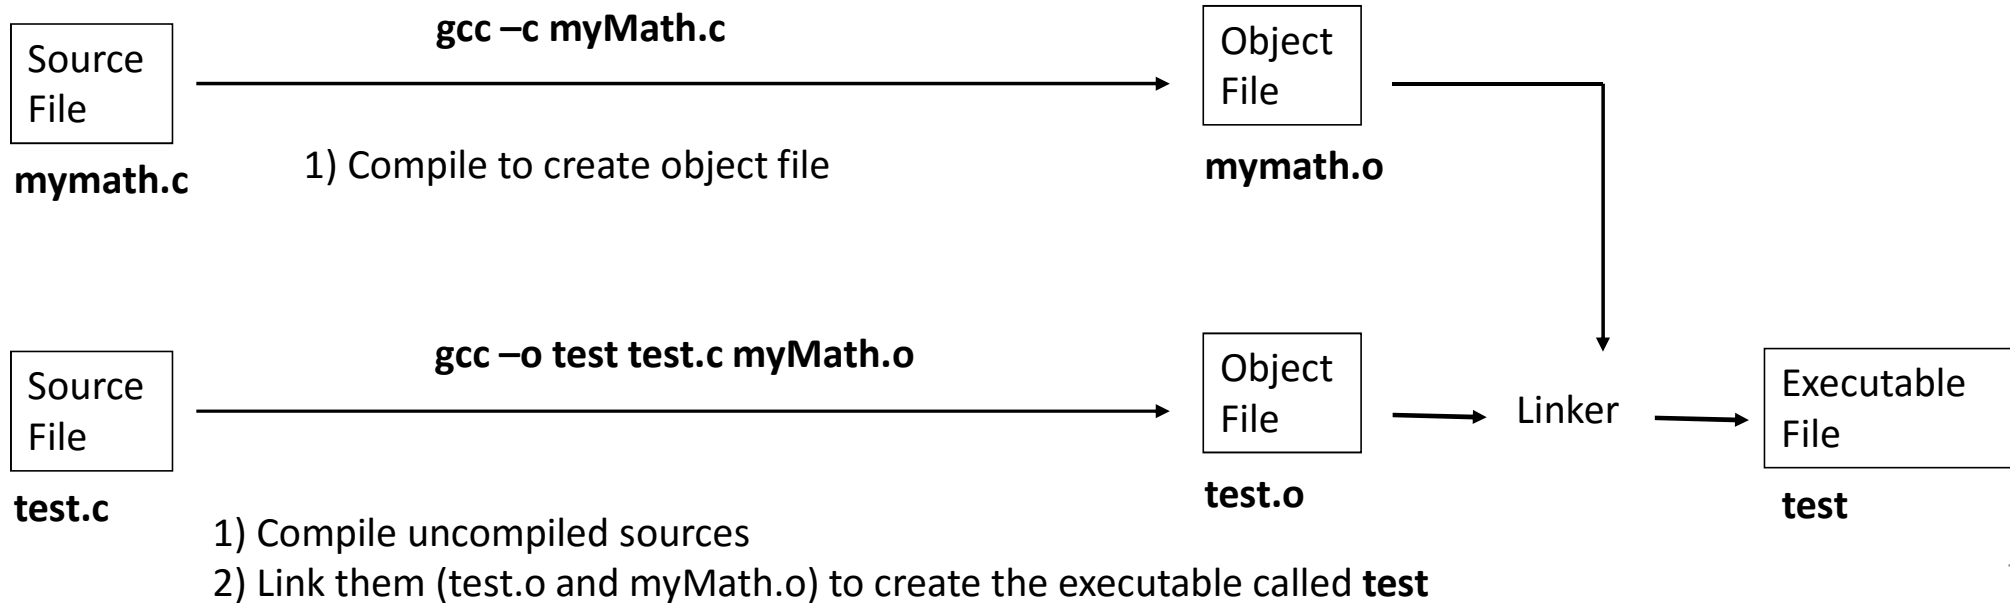 gcc –c myMath.c
Source
File
mymath.c
1) Compile to create object file
Object
File
mymath.o
gcc –o test test.c myMath.o
Source
File
test.c
Object
File
test.o
Linker
Executable
File
test
1) Compile uncompiled sources
2) Link them (test.o and myMath.o) to create the executable called test